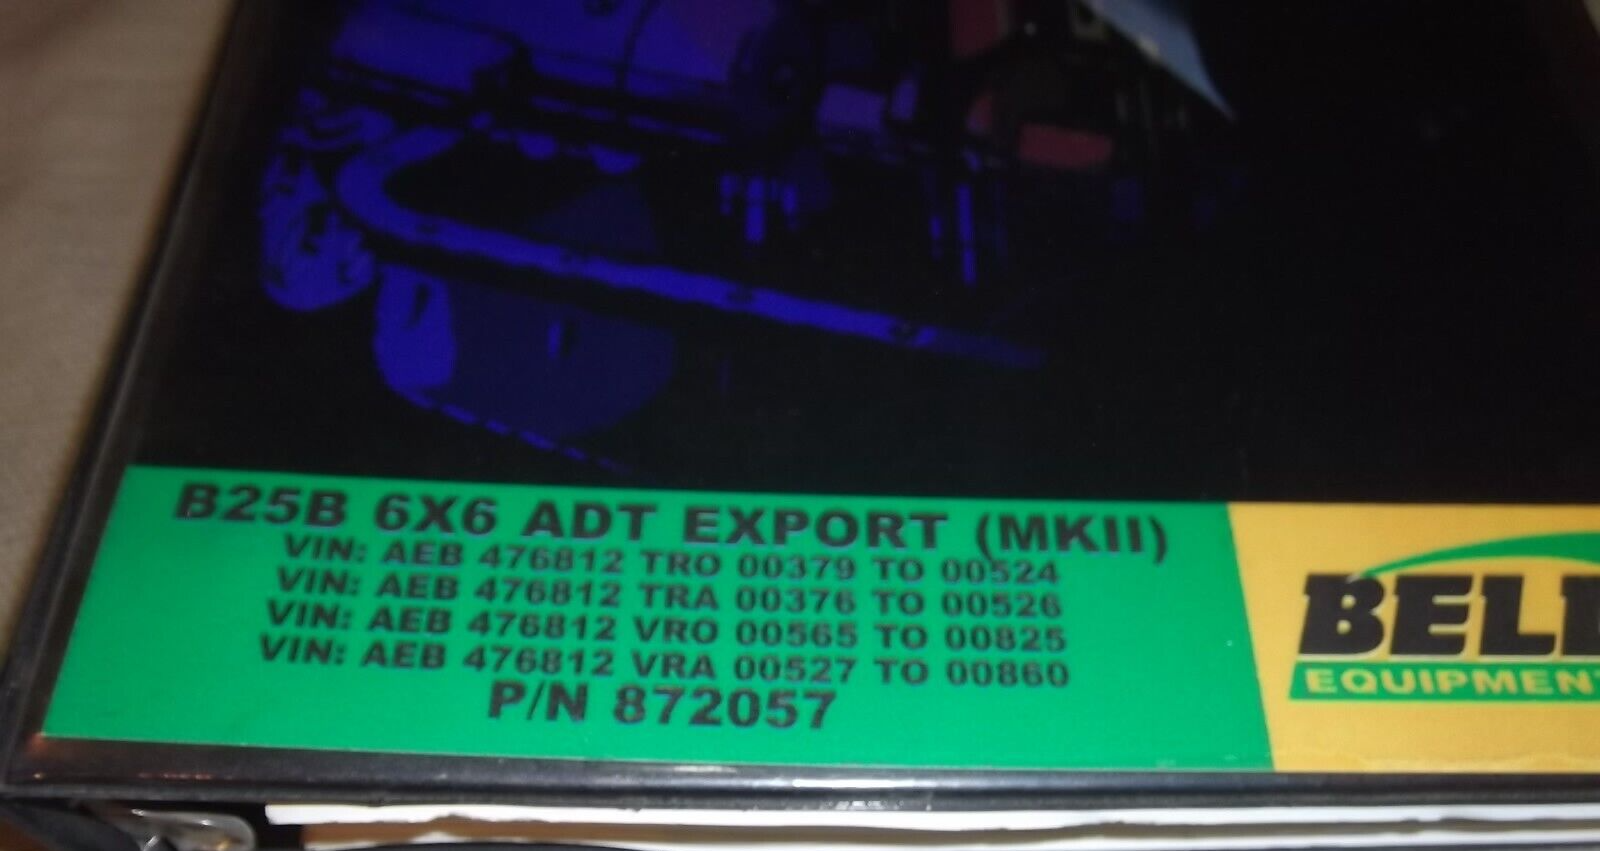 B25B 6X6 ADT EXPORT (MKII)
VIN: AEB 476812 TRO 00379 TO 00524
VIN: AEB 476812 TRA 00376 TO 00526
VIN: AEB 476812 VRO 00565 TO 00825
VIN: AEB 476812 VRA 00527 TO 00860
P/N 872057
BELL
EQUIPMENT